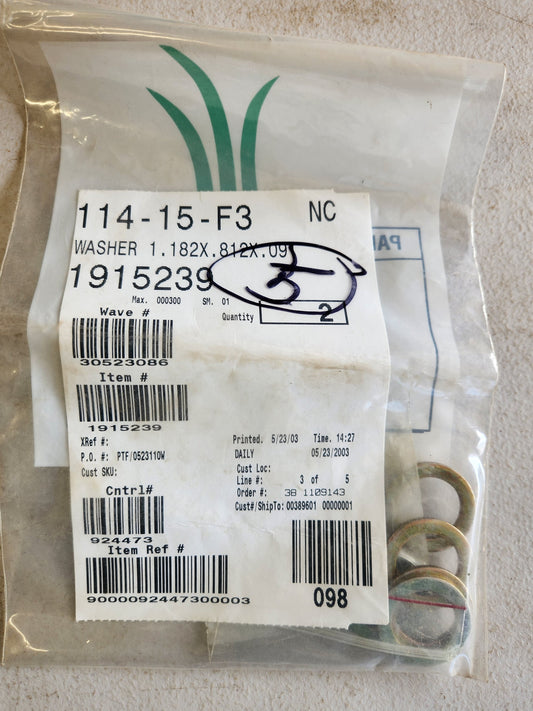 114-15-F3 NC
WASHER 1.182X.812X.09
1915239
5
Max. 000300 SM. 01
Wave # Quantity 2
30523086
Item #
1915239
XRef #: Printed. 5/23/03 Time. 14:27
P.O. #: PTF/0523110W DAILY 05/23/2003
Cust SKU: Cust Loc:
Line #: 3 of 5
Cntrl# Order #: 3B 1109143
Cust#/ShipTo: 00389601 00000001
924473
Item Ref #
9000092447300003
098